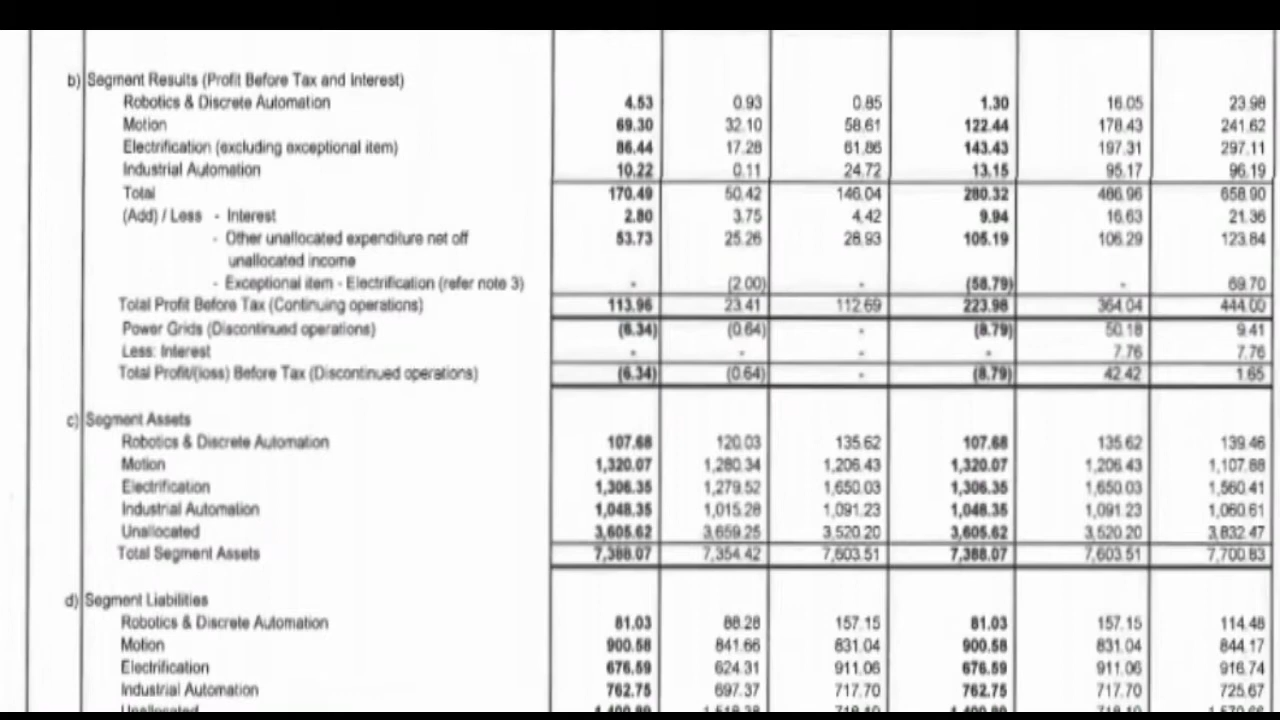 b) Segment Results (Profit Before Tax and Interest)
Robotics & Discrete Automation 4.53 0.93 0.85 1.30 16.05 23.98
Motion 69.30 32.10 58.61 122.44 178.43 241.62
Electrification (excluding exceptional item) 86.44 17.28 61.86 143.43 197.31 297.11
Industrial Automation 10.22 0.11 24.72 13.15 95.17 96.19
Total 170.49 50.42 146.04 280.32 486.96 658.90
(Add) / Less - Interest 2.80 3.75 4.42 9.94 16.63 21.36
- Other unallocated expenditure net off 53.73 25.26 28.93 105.19 106.29 123.84
unallocated income
- Exceptional item - Electrification (refer note 3) - (2.00) - (58.79) - 69.70
Total Profit Before Tax (Continuing operations) 113.96 23.41 112.69 223.98 364.04 444.00
Power Grids (Discontinued operations) (6.34) (0.64) - (8.79) 50.18 9.41
Less: Interest - - - - 7.76 7.76
Total Profit/(loss) Before Tax (Discontinued operations) (6.34) (0.64) - (8.79) 42.42 1.65
c) Segment Assets
Robotics & Discrete Automation 107.68 120.03 135.62 107.68 135.62 139.46
Motion 1,320.07 1,280.34 1,206.43 1,320.07 1,206.43 1,107.88
Electrification 1,306.35 1,279.52 1,650.03 1,306.35 1,650.03 1,560.41
Industrial Automation 1,048.35 1,015.28 1,091.23 1,048.35 1,091.23 1,060.61
Unallocated 3,605.62 3,659.25 3,520.20 3,605.62 3,520.20 3,832.47
Total Segment Assets 7,388.07 7,354.42 7,603.51 7,388.07 7,603.51 7,700.83
d) Segment Liabilities
Robotics & Discrete Automation 81.03 88.28 157.15 81.03 157.15 114.48
Motion 900.58 841.66 831.04 900.58 831.04 844.17
Electrification 676.59 624.31 911.06 676.59 911.06 916.74
Industrial Automation 762.75 697.37 717.70 762.75 717.70 725.67
Unallocated